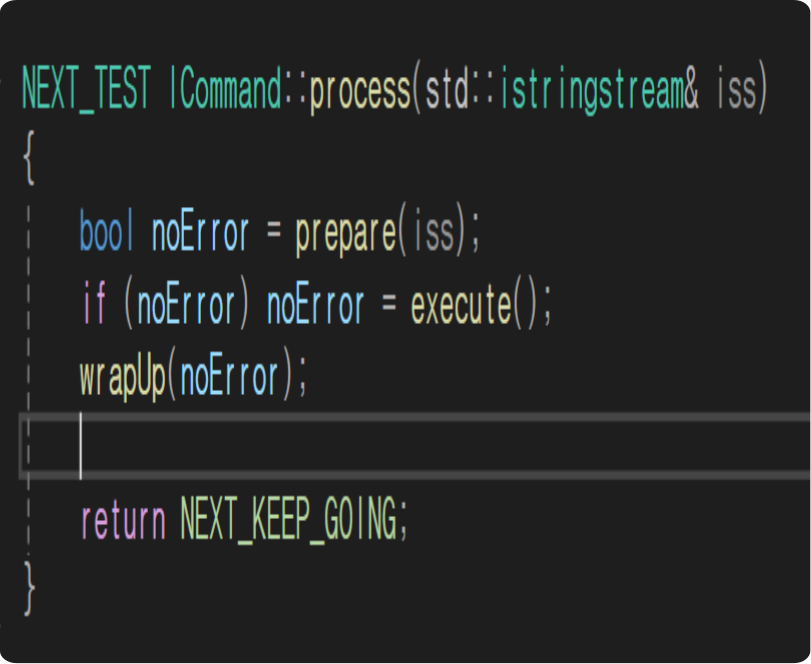 NEXT_TEST ICommand::process(std::istringstream& iss)
{
bool noError = prepare(iss);
if (noError) noError = execute();
wrapUp(noError);
return NEXT_KEEP_GOING;
}